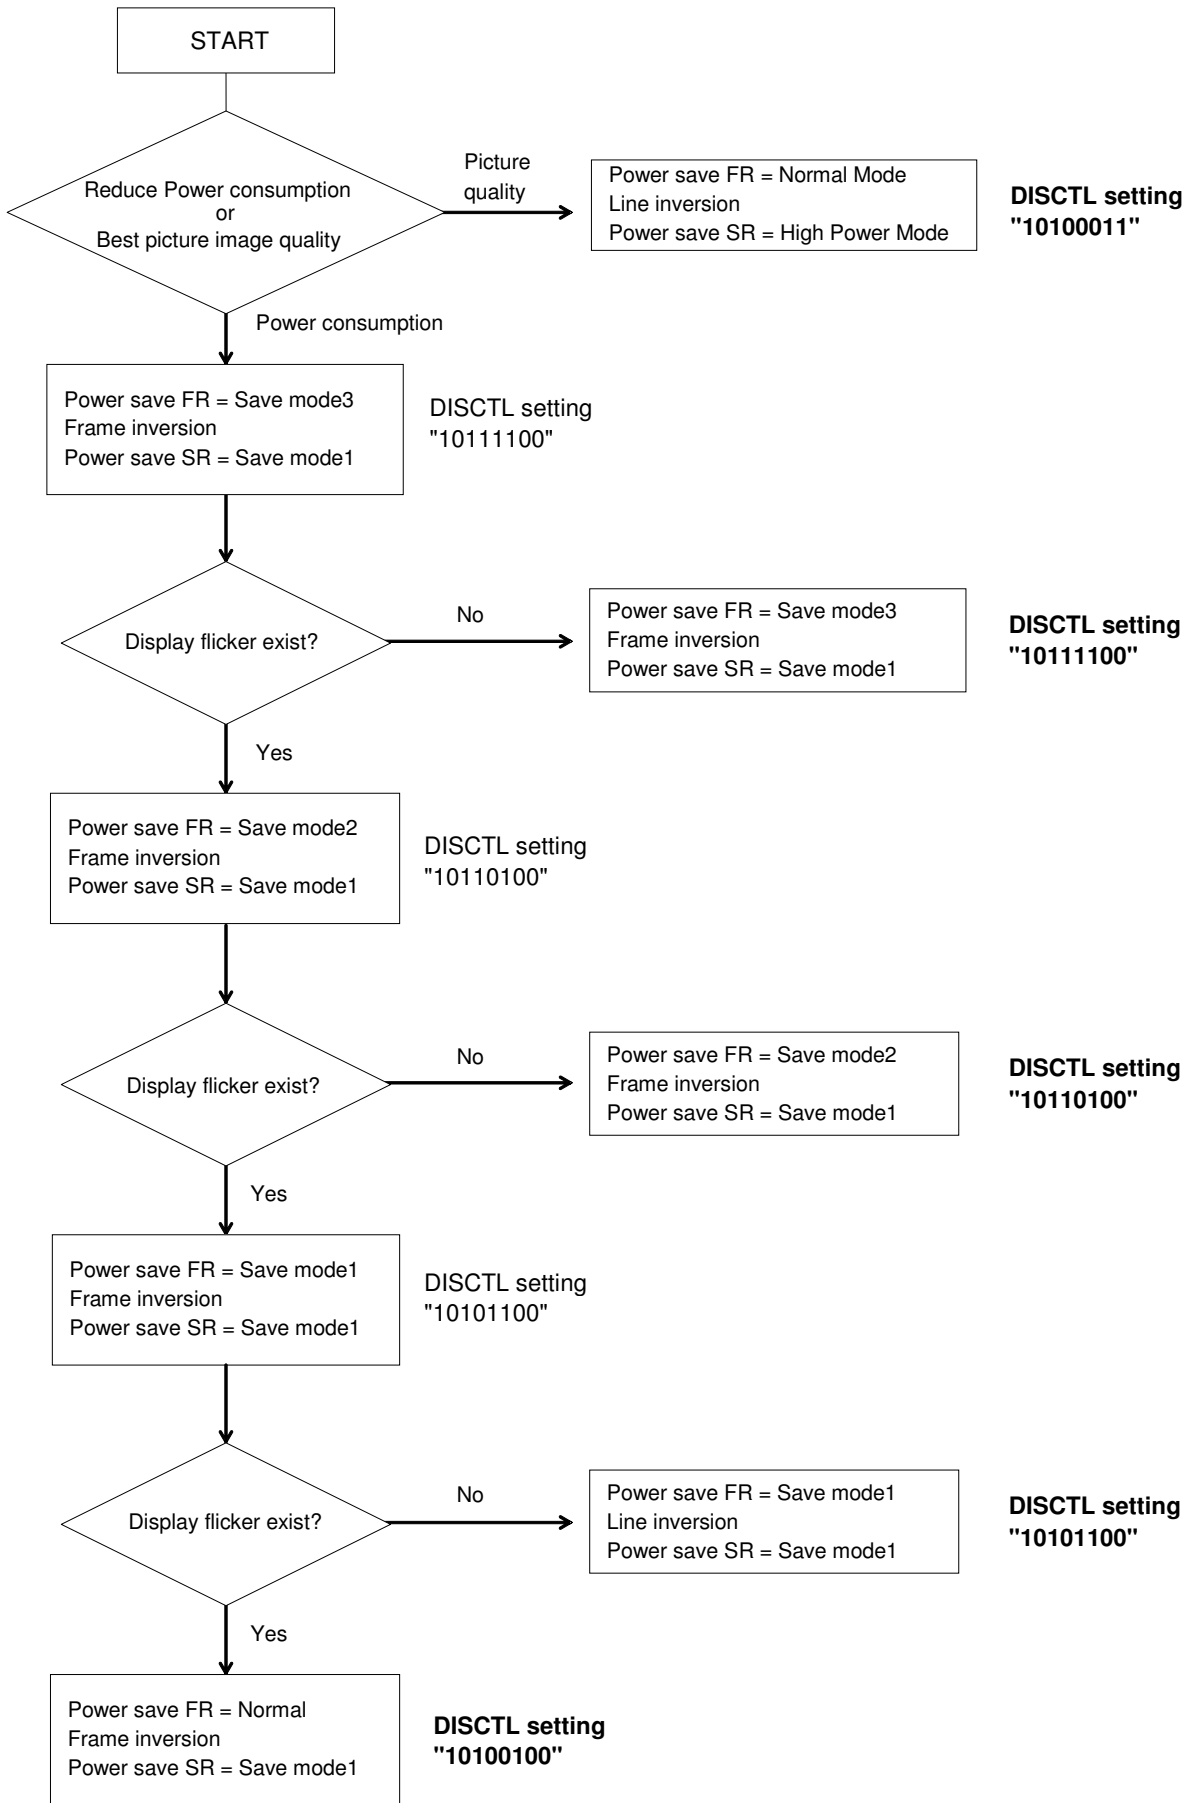 START
Reduce Power consumption
or
Best picture image quality
Picture
quality
Power save FR = Normal Mode
Line inversion
Power save SR = High Power Mode
DISCTL setting
"10100011"
Power consumption
Power save FR = Save mode3
Frame inversion
Power save SR = Save mode1
DISCTL setting
"10111100"
Display flicker exist?
No
Power save FR = Save mode3
Frame inversion
Power save SR = Save mode1
DISCTL setting
"10111100"
Yes
Power save FR = Save mode2
Frame inversion
Power save SR = Save mode1
DISCTL setting
"10110100"
Display flicker exist?
No
Power save FR = Save mode2
Frame inversion
Power save SR = Save mode1
DISCTL setting
"10110100"
Yes
Power save FR = Save mode1
Frame inversion
Power save SR = Save mode1
DISCTL setting
"10101100"
Display flicker exist?
No
Power save FR = Save mode1
Line inversion
Power save SR = Save mode1
DISCTL setting
"10101100"
Yes
Power save FR = Normal
Frame inversion
Power save SR = Save mode1
DISCTL setting
"10100100"